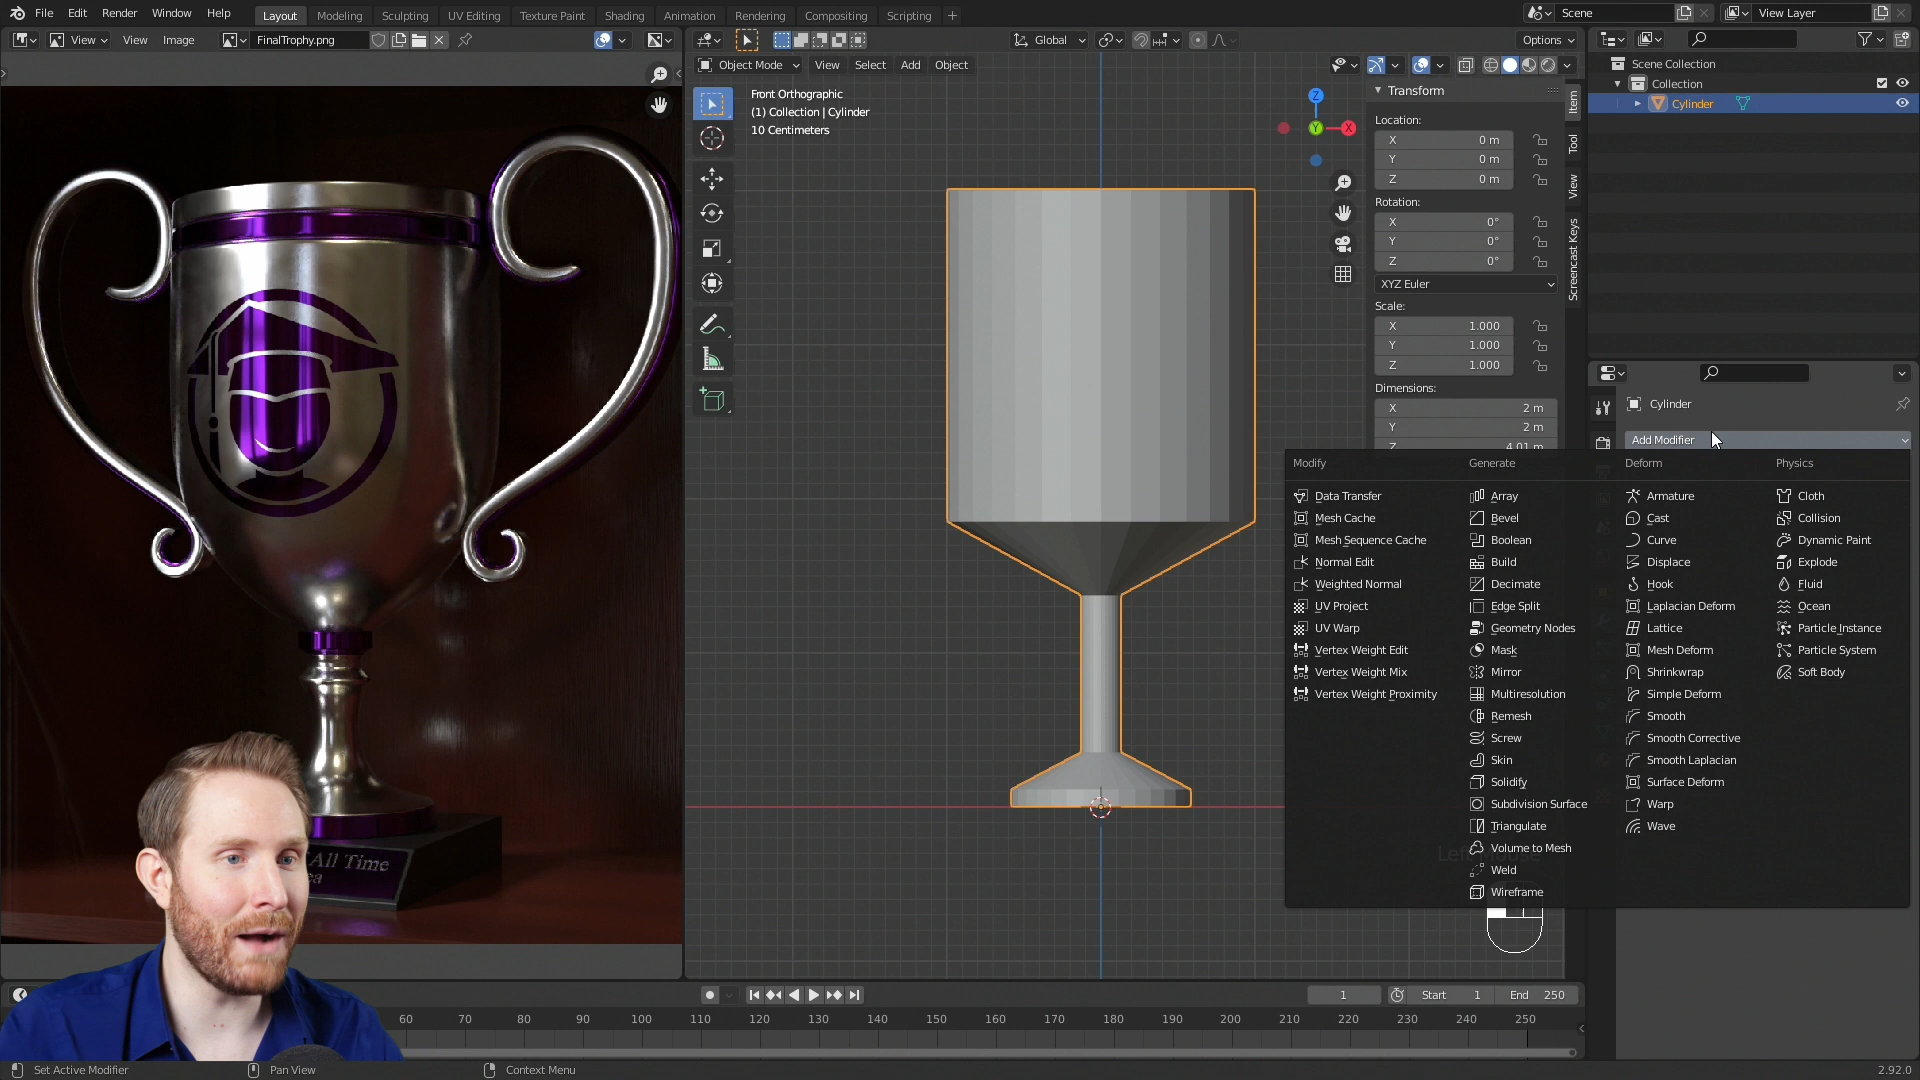 File Edit Render Window Help
Layout Modeling Sculpting UV Editing Texture Paint Shading Animation Rendering Compositing Scripting +
Scene
View Layer
View View Image FinalTrophy.png
Global
Options
Object Mode View Select Add Object
Front Orthographic
(1) Collection | Cylinder
10 Centimeters
Z
Y
X
Transform
Location:
X 0 m
Y 0 m
Z 0 m
Rotation:
X 0°
Y 0°
Z 0°
XYZ Euler
Scale:
X 1.000
Y 1.000
Z 1.000
Dimensions:
X 2 m
Y 2 m
Z 4.01 m
Item
Tool
View
Screencast Keys
Scene Collection
Collection
Cylinder
Cylinder
Add Modifier
Modify
Data Transfer
Mesh Cache
Mesh Sequence Cache
Normal Edit
Weighted Normal
UV Project
UV Warp
Vertex Weight Edit
Vertex Weight Mix
Vertex Weight Proximity
Generate
Array
Bevel
Boolean
Build
Decimate
Edge Split
Geometry Nodes
Mask
Mirror
Multiresolution
Remesh
Screw
Skin
Solidify
Subdivision Surface
Triangulate
Volume to Mesh
Weld
Wireframe
Deform
Armature
Cast
Curve
Displace
Hook
Laplacian Deform
Lattice
Mesh Deform
Shrinkwrap
Simple Deform
Smooth
Smooth Corrective
Smooth Laplacian
Surface Deform
Warp
Wave
Physics
Cloth
Collision
Dynamic Paint
Explode
Fluid
Ocean
Particle Instance
Particle System
Soft Body
Left Mouse
All Time
1 Start 1 End 250
60 70 80 90 100 110 120 130 140 150 160 170 180 190 200 210 220 230 240 250
Set Active Modifier Pan View Context Menu 2.92.0